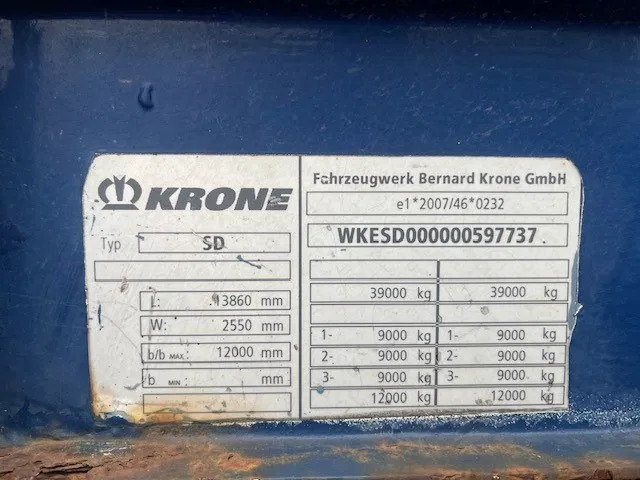 KRONE
Typ SD
L: 13860 mm
W: 2550 mm
b/b MAX: 12000 mm
b MIN: mm
Fahrzeugwerk Bernard Krone GmbH
e1*2007/46*0232
WKESD000000597737
39000 kg 39000 kg
1- 9000 kg 1- 9000 kg
2- 9000 kg 2- 9000 kg
3- 9000 kg 3- 9000 kg
12000 kg 12000 kg